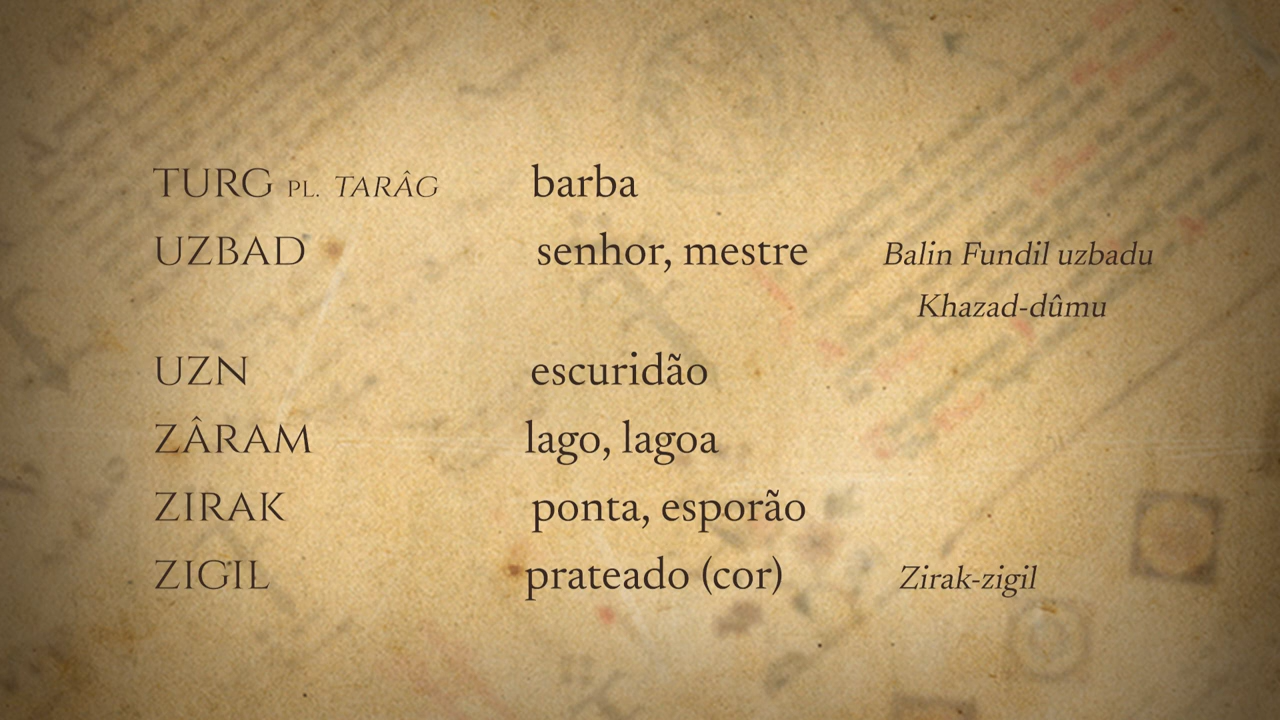 TURG PL. TARÂG barba
UZBAD senhor, mestre Balin Fundil uzbadu
Khazad-dûmu
UZN escuridão
ZÂRAM lago, lagoa
ZIRAK ponta, esporão
ZIGIL prateado (cor) Zirak-zigil